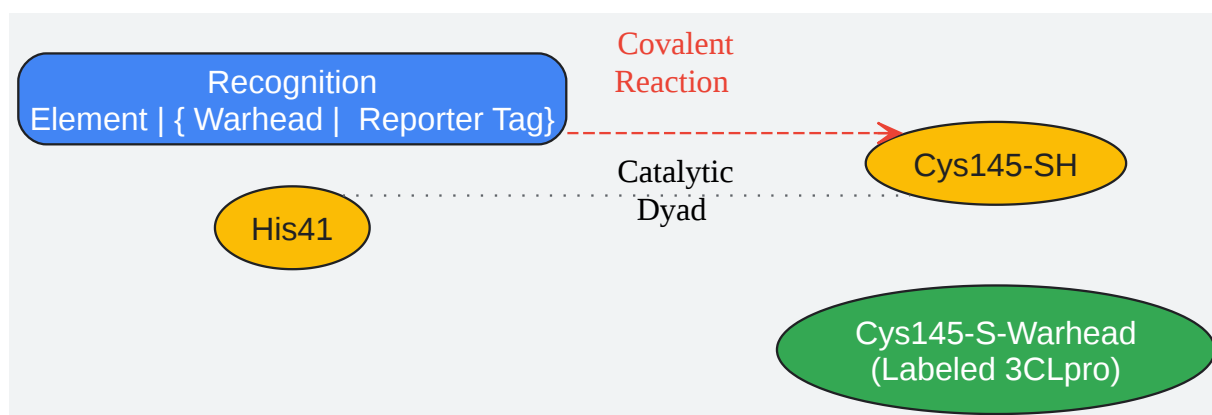 Recognition
Element | { Warhead |  Reporter Tag}
Covalent
Reaction
Cys145-SH
Catalytic
Dyad
His41
Cys145-S-Warhead
(Labeled 3CLpro)